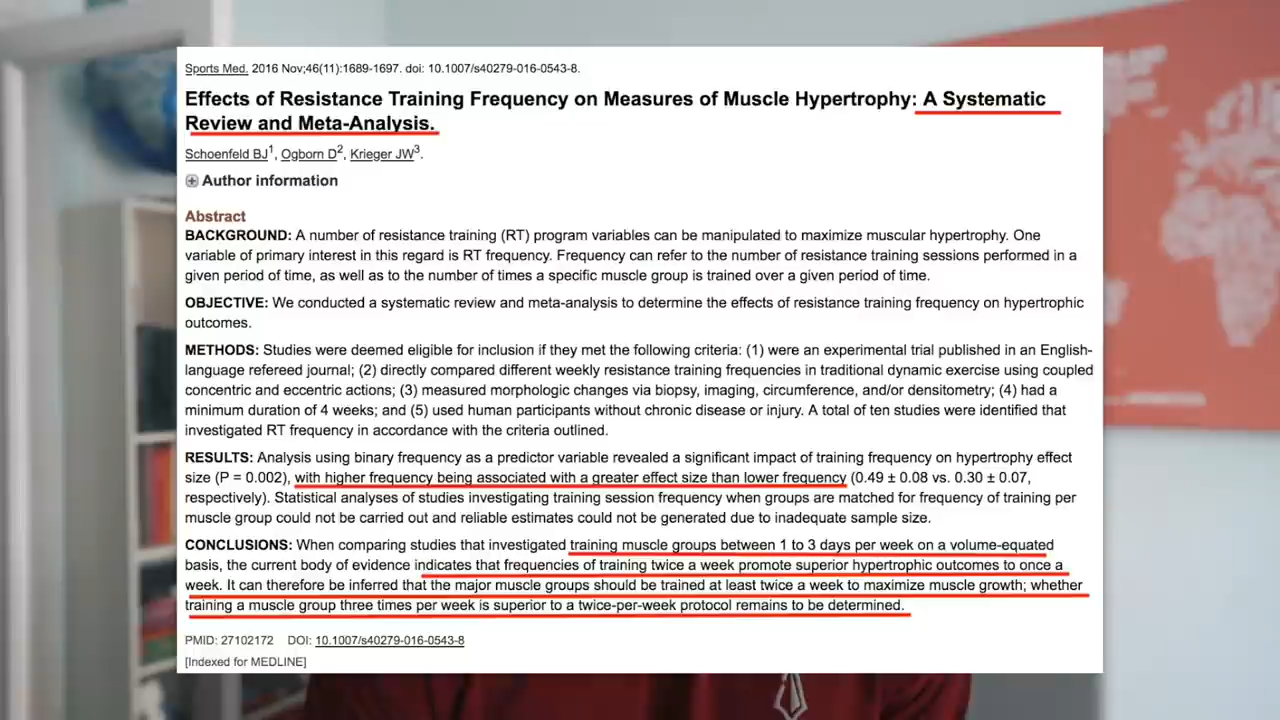 Sports Med. 2016 Nov;46(11):1689-1697. doi: 10.1007/s40279-016-0543-8.
Effects of Resistance Training Frequency on Measures of Muscle Hypertrophy: A Systematic
Review and Meta-Analysis.
Schoenfeld BJ1, Ogborn D2, Krieger JW3.
Author information
Abstract
BACKGROUND: A number of resistance training (RT) program variables can be manipulated to maximize muscular hypertrophy. One
variable of primary interest in this regard is RT frequency. Frequency can refer to the number of resistance training sessions performed in a
given period of time, as well as to the number of times a specific muscle group is trained over a given period of time.
OBJECTIVE: We conducted a systematic review and meta-analysis to determine the effects of resistance training frequency on hypertrophic
outcomes.
METHODS: Studies were deemed eligible for inclusion if they met the following criteria: (1) were an experimental trial published in an English-
language refereed journal; (2) directly compared different weekly resistance training frequencies in traditional dynamic exercise using coupled
concentric and eccentric actions; (3) measured morphologic changes via biopsy, imaging, circumference, and/or densitometry; (4) had a
minimum duration of 4 weeks; and (5) used human participants without chronic disease or injury. A total of ten studies were identified that
investigated RT frequency in accordance with the criteria outlined.
RESULTS: Analysis using binary frequency as a predictor variable revealed a significant impact of training frequency on hypertrophy effect
size (P = 0.002), with higher frequency being associated with a greater effect size than lower frequency (0.49 ± 0.08 vs. 0.30 ± 0.07,
respectively). Statistical analyses of studies investigating training session frequency when groups are matched for frequency of training per
muscle group could not be carried out and reliable estimates could not be generated due to inadequate sample size.
CONCLUSIONS: When comparing studies that investigated training muscle groups between 1 to 3 days per week on a volume-equated
basis, the current body of evidence indicates that frequencies of training twice a week promote superior hypertrophic outcomes to once a
week. It can therefore be inferred that the major muscle groups should be trained at least twice a week to maximize muscle growth; whether
training a muscle group three times per week is superior to a twice-per-week protocol remains to be determined.
PMID: 27102172 DOI: 10.1007/s40279-016-0543-8
[Indexed for MEDLINE]